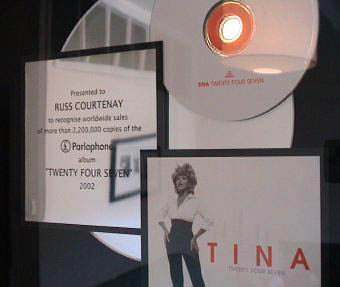 Presented to
RUSS COURTENAY
to recognise worldwide sales
of more than 2,200,000 copies of the
Parlophone
album
"TWENTY FOUR SEVEN"
2002
TINA TWENTY FOUR SEVEN
TINA
TWENTY FOUR SEVEN